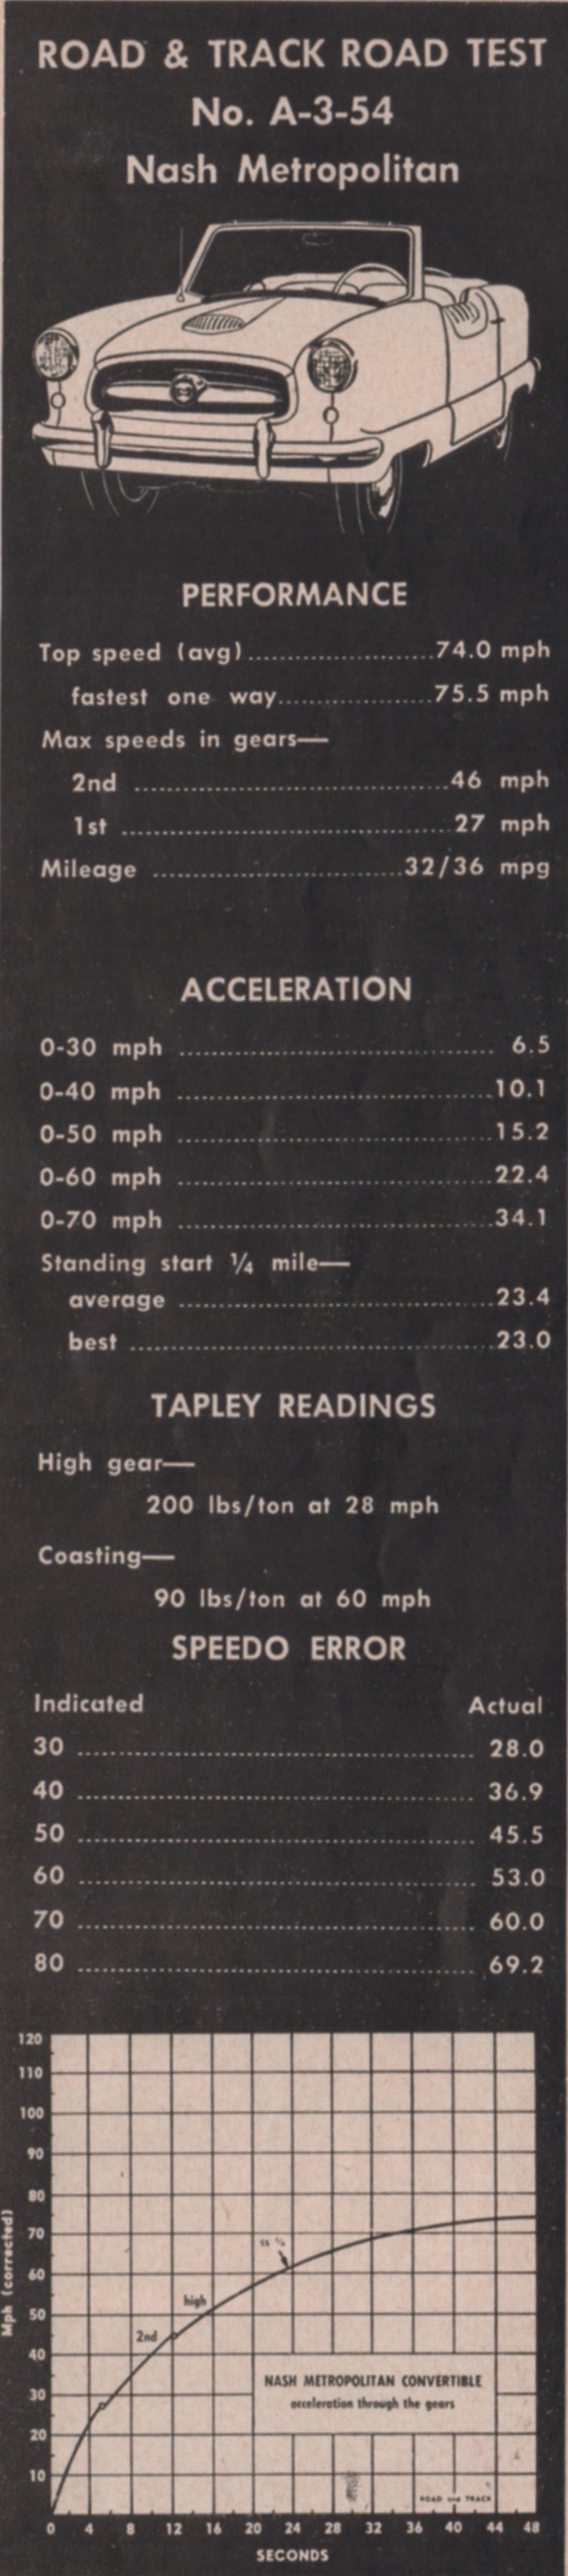 ROAD & TRACK ROAD TEST
No. A-3-54
Nash Metropolitan
PERFORMANCE
Top speed (avg)......................74.0 mph
fastest one way..................75.5 mph
Max speeds in gears—
2nd ......................................46 mph
1st ........................................27 mph
Mileage ..............................32/36 mpg
ACCELERATION
0-30 mph ...................................... 6.5
0-40 mph ......................................10.1
0-50 mph ......................................15.2
0-60 mph ......................................22.4
0-70 mph ......................................34.1
Standing start ¼ mile—
average ......................................23.4
best ............................................23.0
TAPLEY READINGS
High gear—
200 lbs/ton at 28 mph
Coasting—
90 lbs/ton at 60 mph
SPEEDO ERROR
Indicated Actual
30 ................................................ 28.0
40 ................................................ 36.9
50 ................................................ 45.5
60 ................................................ 53.0
70 ................................................ 60.0
80 ................................................ 69.2
120
110
100
90
80
70
60
50
40
30
20
10
Mph (corrected)
ss ¼
high
2nd
NASH METROPOLITAN CONVERTIBLE
acceleration through the gears
ROAD and TRACK
0 4 8 12 16 20 24 28 32 36 40 44 48
SECONDS